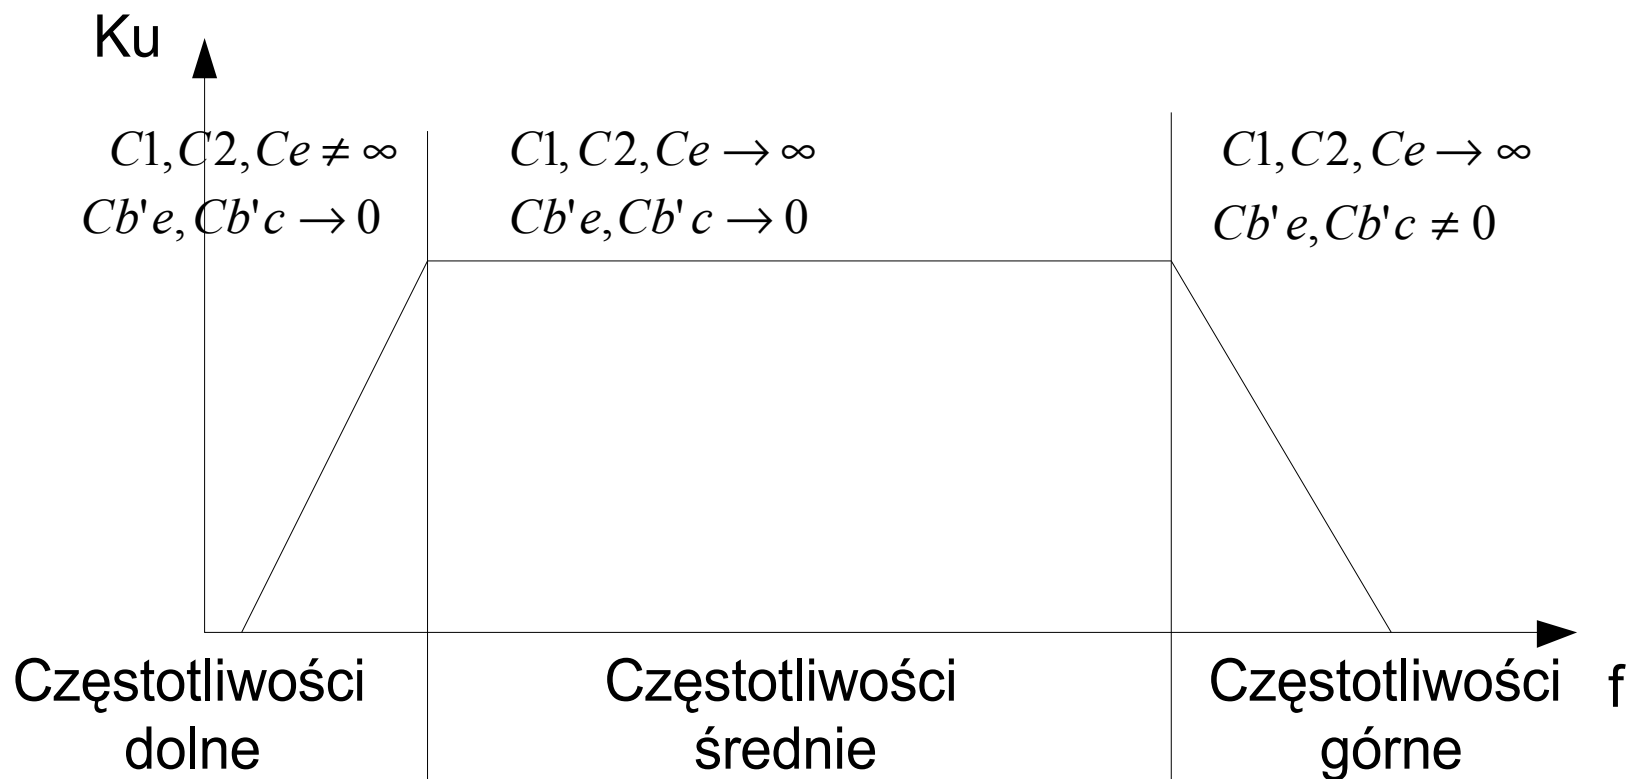 Ku
C1,C2,Ce ≠ ∞
Cb'e,Cb'c → 0
C1,C2,Ce → ∞
Cb'e,Cb'c → 0
C1,C2,Ce → ∞
Cb'e,Cb'c ≠ 0
Częstotliwości
dolne
Częstotliwości
średnie
Częstotliwości
górne
f